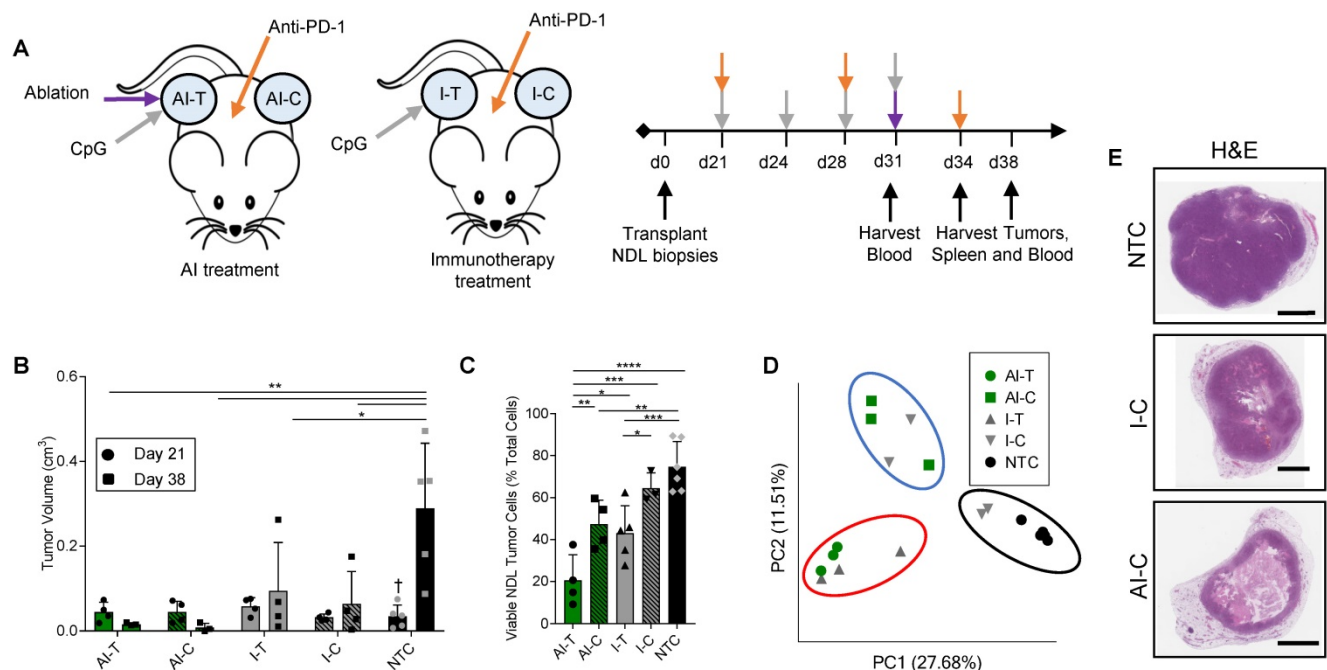 A
Anti-PD-1
Anti-PD-1
Ablation
AI-T
AI-C
CpG
AI treatment
I-T
I-C
CpG
Immunotherapy
treatment
d0
d21
d24
d28
d31
d34
d38
Transplant
NDL biopsies
Harvest
Blood
Harvest Tumors,
Spleen and Blood
B
Tumor Volume (cm³)
0.6
0.4
0.2
0.0
Day 21
Day 38
**
*
†
AI-T
AI-C
I-T
I-C
NTC
C
Viable NDL Tumor Cells (% Total Cells)
100
80
60
40
20
0
****
***
*
**
**
***
*
AI-T
AI-C
I-T
I-C
NTC
D
PC2 (11.51%)
PC1 (27.68%)
AI-T
AI-C
I-T
I-C
NTC
E
H&E
NTC
I-C
AI-C